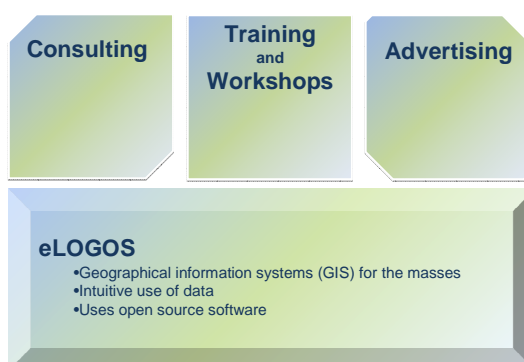 Consulting
Training
and
Workshops
Advertising
eLOGOS
•Geographical information systems (GIS) for the masses
•Intuitive use of data
•Uses open source software